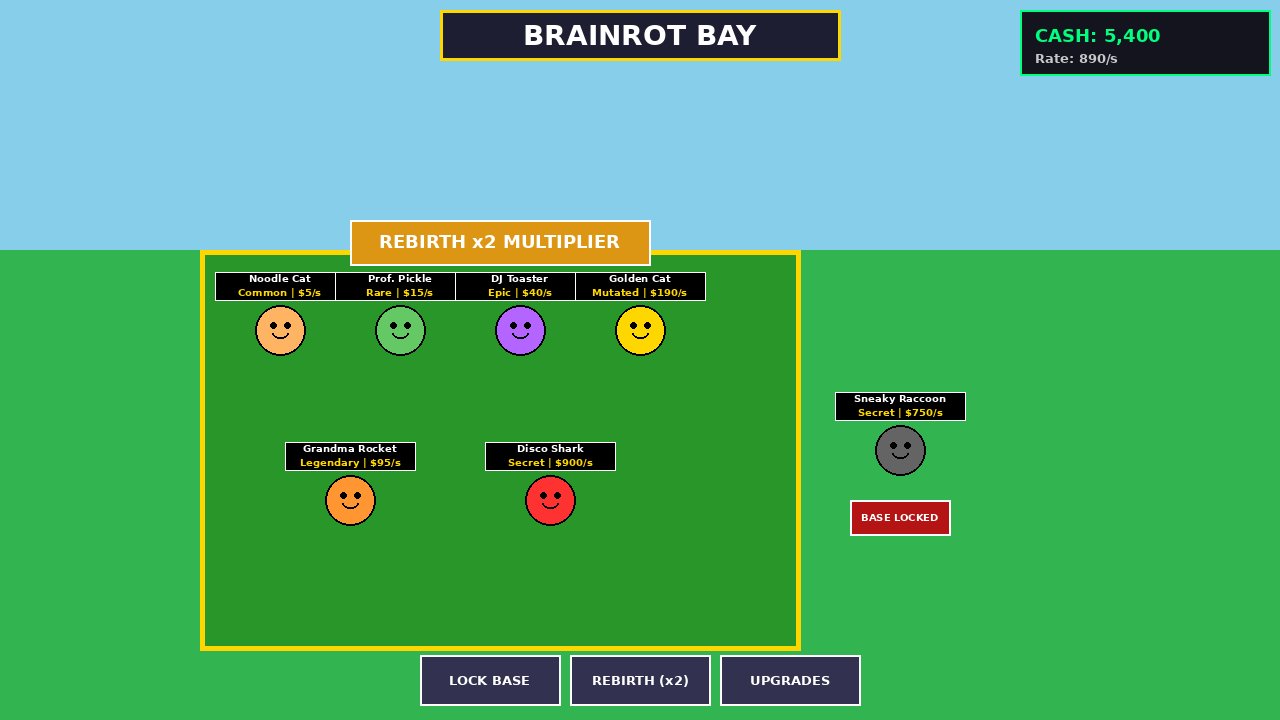 BRAINROT BAY
CASH: 5,400
Rate: 890/s
REBIRTH x2 MULTIPLIER
Noodle Cat
Common | $5/s
Prof. Pickle
Rare | $15/s
DJ Toaster
Epic | $40/s
Golden Cat
Mutated | $190/s
Sneaky Raccoon
Secret | $750/s
Grandma Rocket
Legendary | $95/s
Disco Shark
Secret | $900/s
BASE LOCKED
LOCK BASE
REBIRTH (x2)
UPGRADES